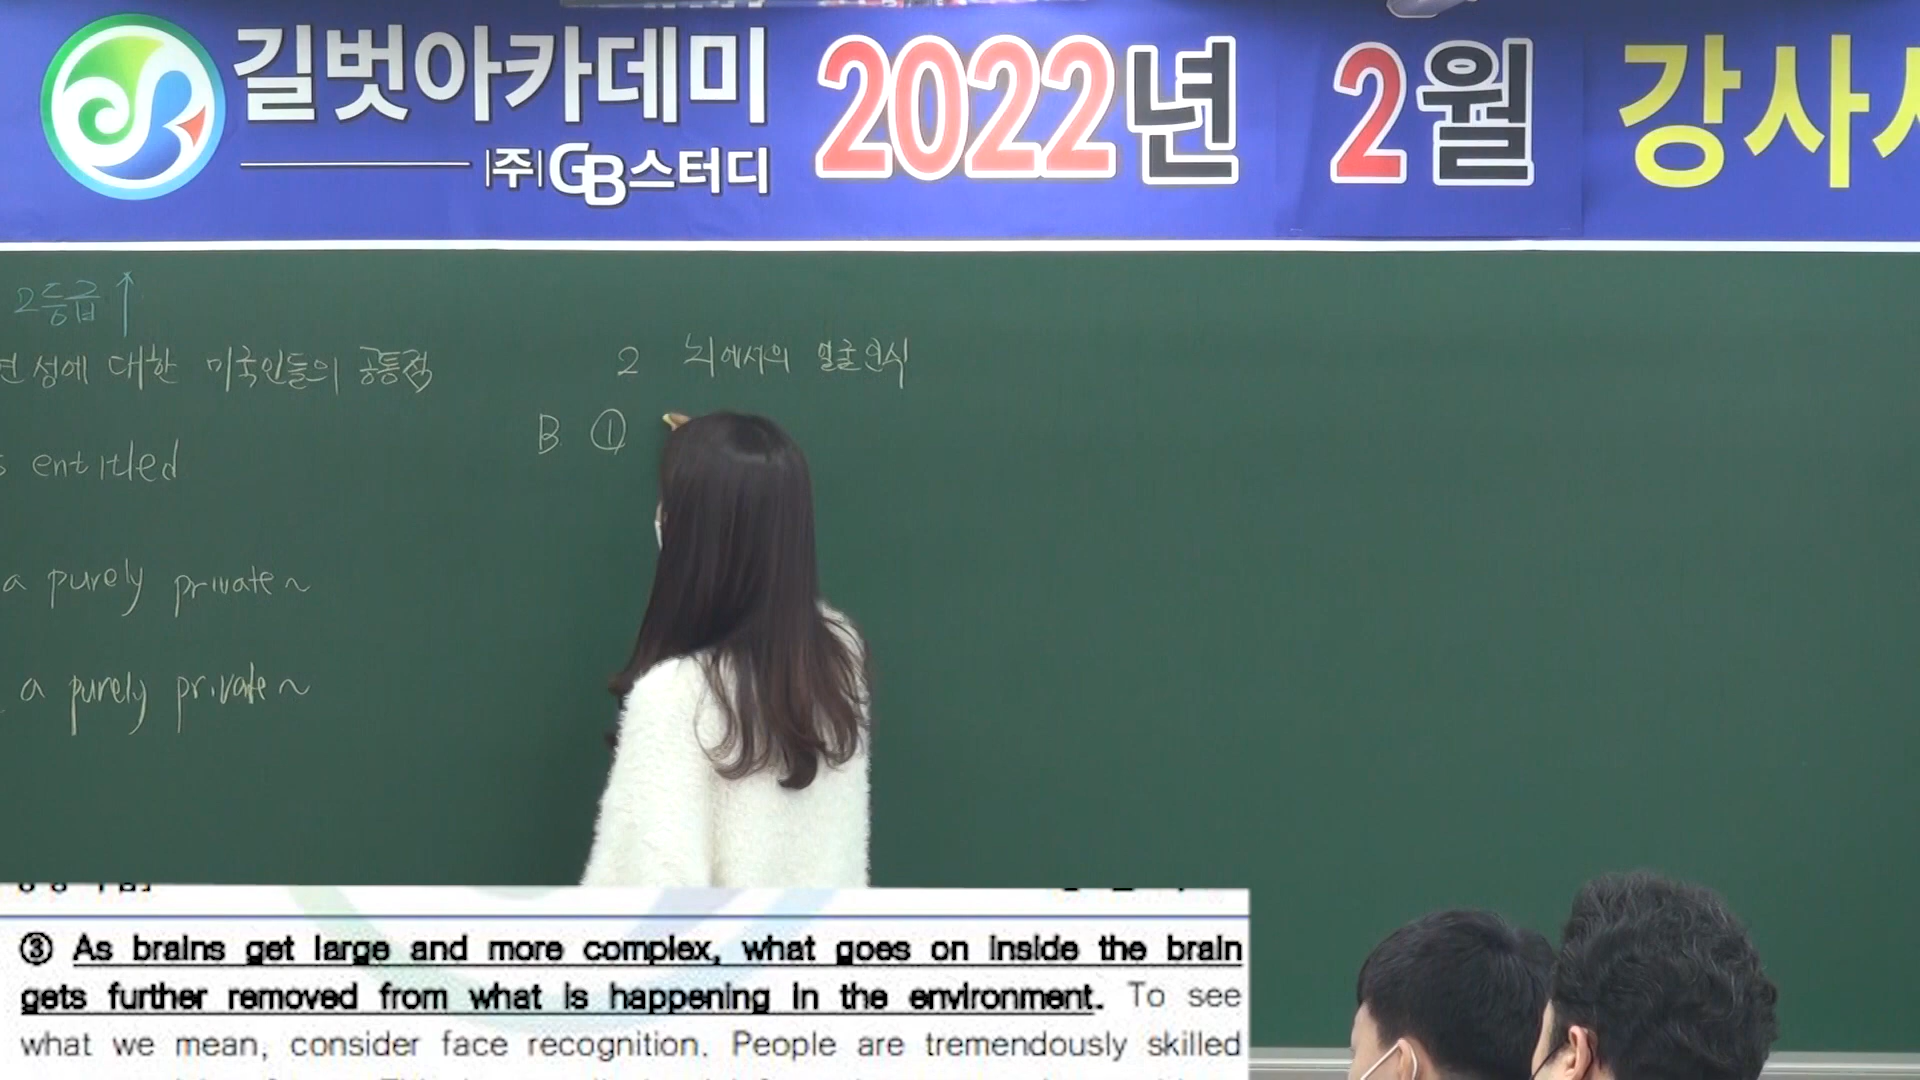 길벗아카데미 2022년 2월 강사
|주|GB스터디
2등급 ↑
성에 대한 미국인들의 공통점
2 뇌에서의 얼굴인식
B ①
s entitled
a purely private ~
a purely private ~
③ As brains get large and more complex, what goes on inside the brain
gets further removed from what is happening in the environment. To see
what we mean, consider face recognition. People are tremendously skilled